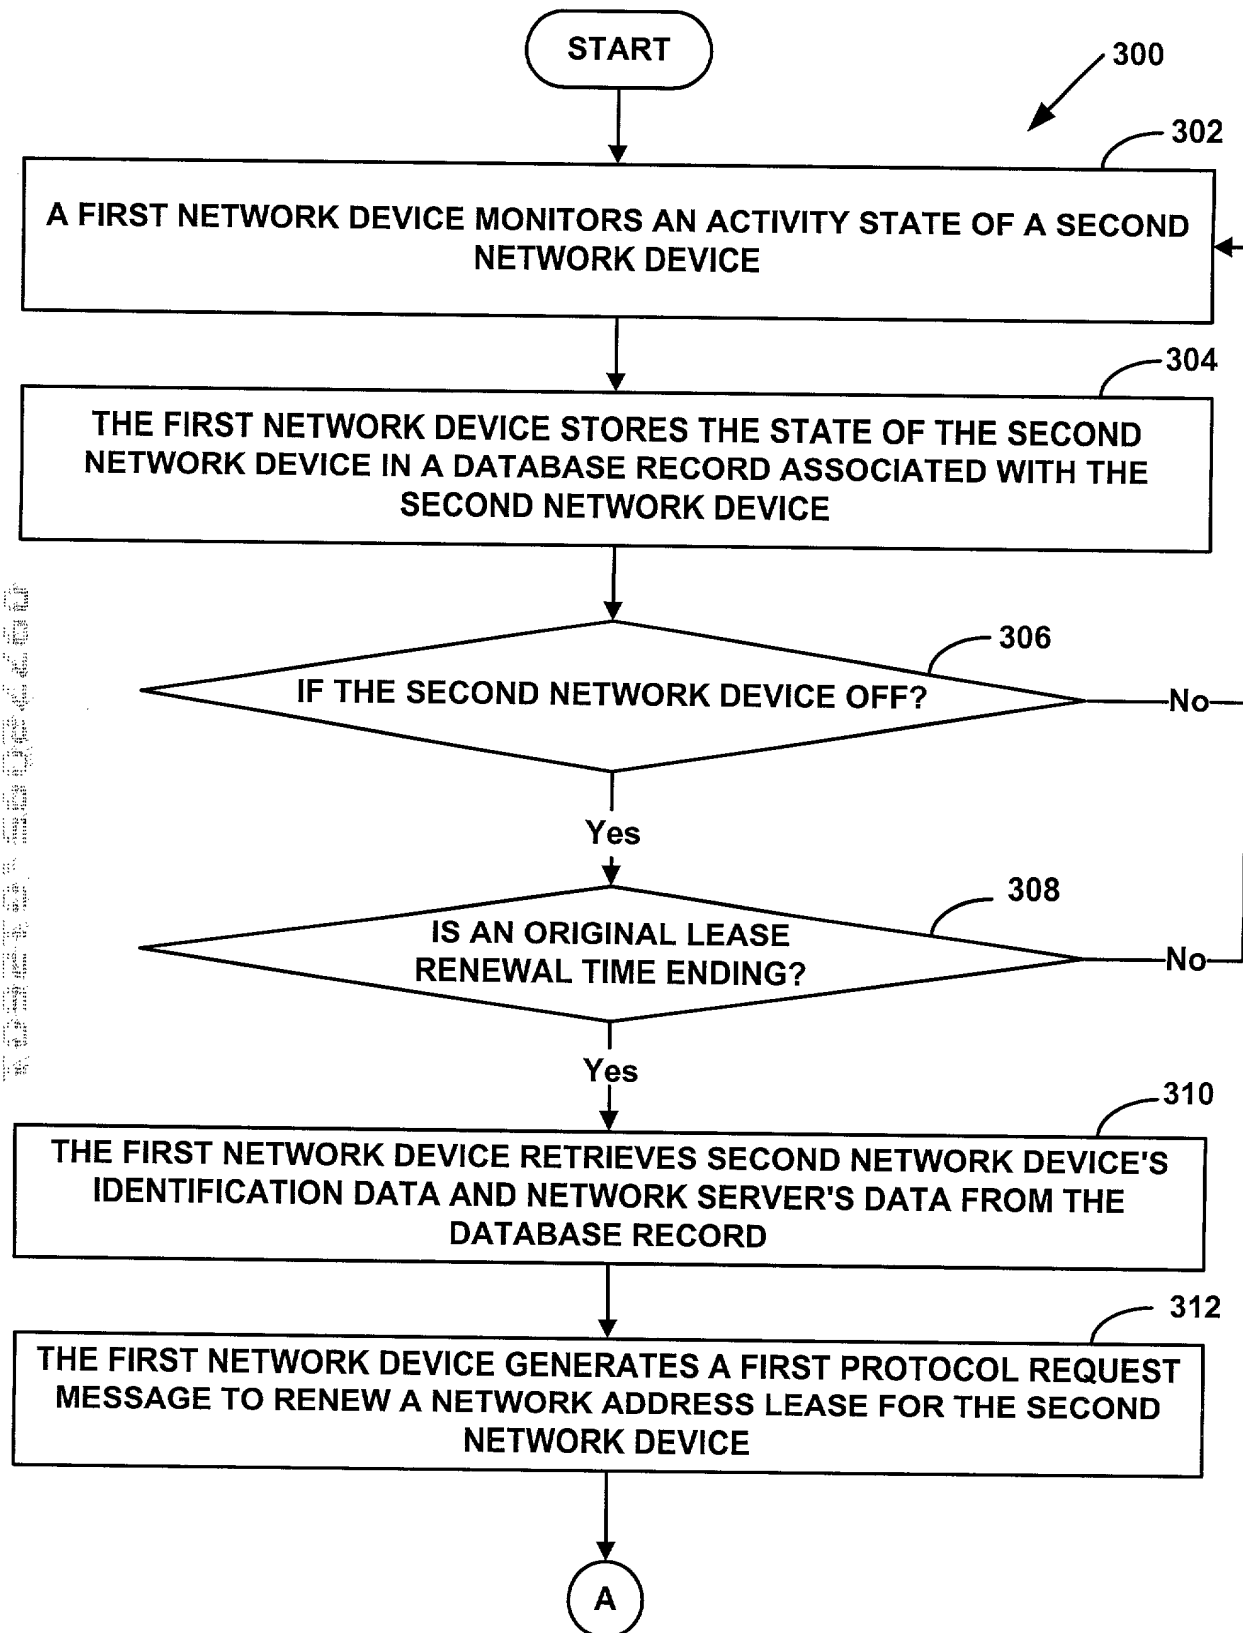 START
300
302
A FIRST NETWORK DEVICE MONITORS AN ACTIVITY STATE OF A SECOND
NETWORK DEVICE
304
THE FIRST NETWORK DEVICE STORES THE STATE OF THE SECOND
NETWORK DEVICE IN A DATABASE RECORD ASSOCIATED WITH THE
SECOND NETWORK DEVICE
306
IF THE SECOND NETWORK DEVICE OFF?
No
Yes
308
IS AN ORIGINAL LEASE
RENEWAL TIME ENDING?
No
Yes
310
THE FIRST NETWORK DEVICE RETRIEVES SECOND NETWORK DEVICE'S
IDENTIFICATION DATA AND NETWORK SERVER'S DATA FROM THE
DATABASE RECORD
312
THE FIRST NETWORK DEVICE GENERATES A FIRST PROTOCOL REQUEST
MESSAGE TO RENEW A NETWORK ADDRESS LEASE FOR THE SECOND
NETWORK DEVICE
A